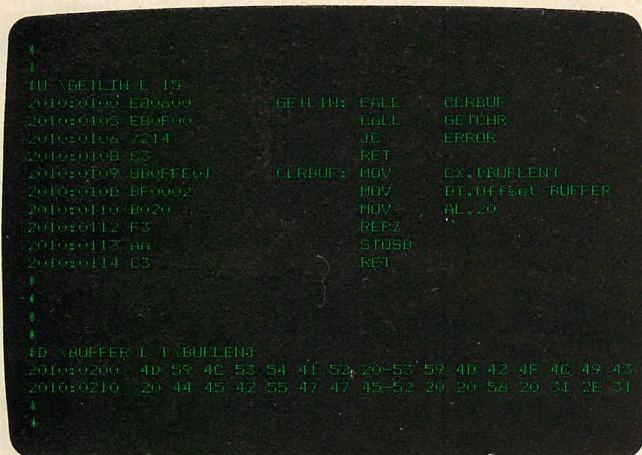 *
*
*U \GETLIN L 15
2010:0100 E80600 GETLIN: CALL CLRBUF
2010:0103 E80F00 CALL GETCHR
2010:0106 7214 JC ERROR
2010:0108 C3 RET
2010:0109 8B0EFE01 CLRBUF: MOV CX,[BUFLEN]
2010:010D BF0002 MOV DI,Offset BUFFER
2010:0110 B020 MOV AL,20
2010:0112 F3 REPZ
2010:0113 AA STOSB
2010:0114 C3 RET
*
*
*
*
*D \BUFFER L [\BUFLEN]
2010:0200 4D 59 4C 53 54 41 52 20-53 59 4D 42 4F 4C 49 43
2010:0210 20 44 45 42 55 47 47 45-52 20 20 56 20 31 2E 31
*
*